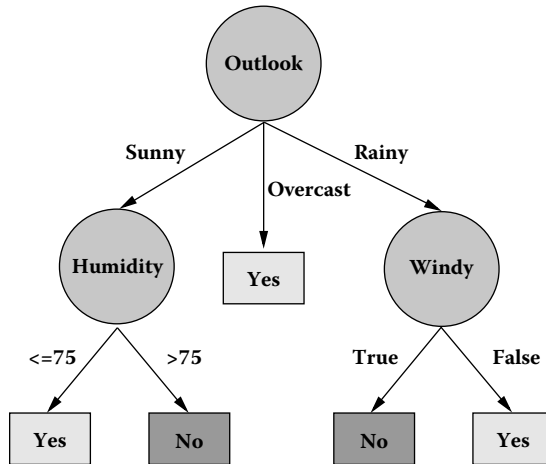 Outlook
Sunny
Rainy
Overcast
Humidity
Yes
Windy
<=75
>75
True
False
Yes
No
No
Yes